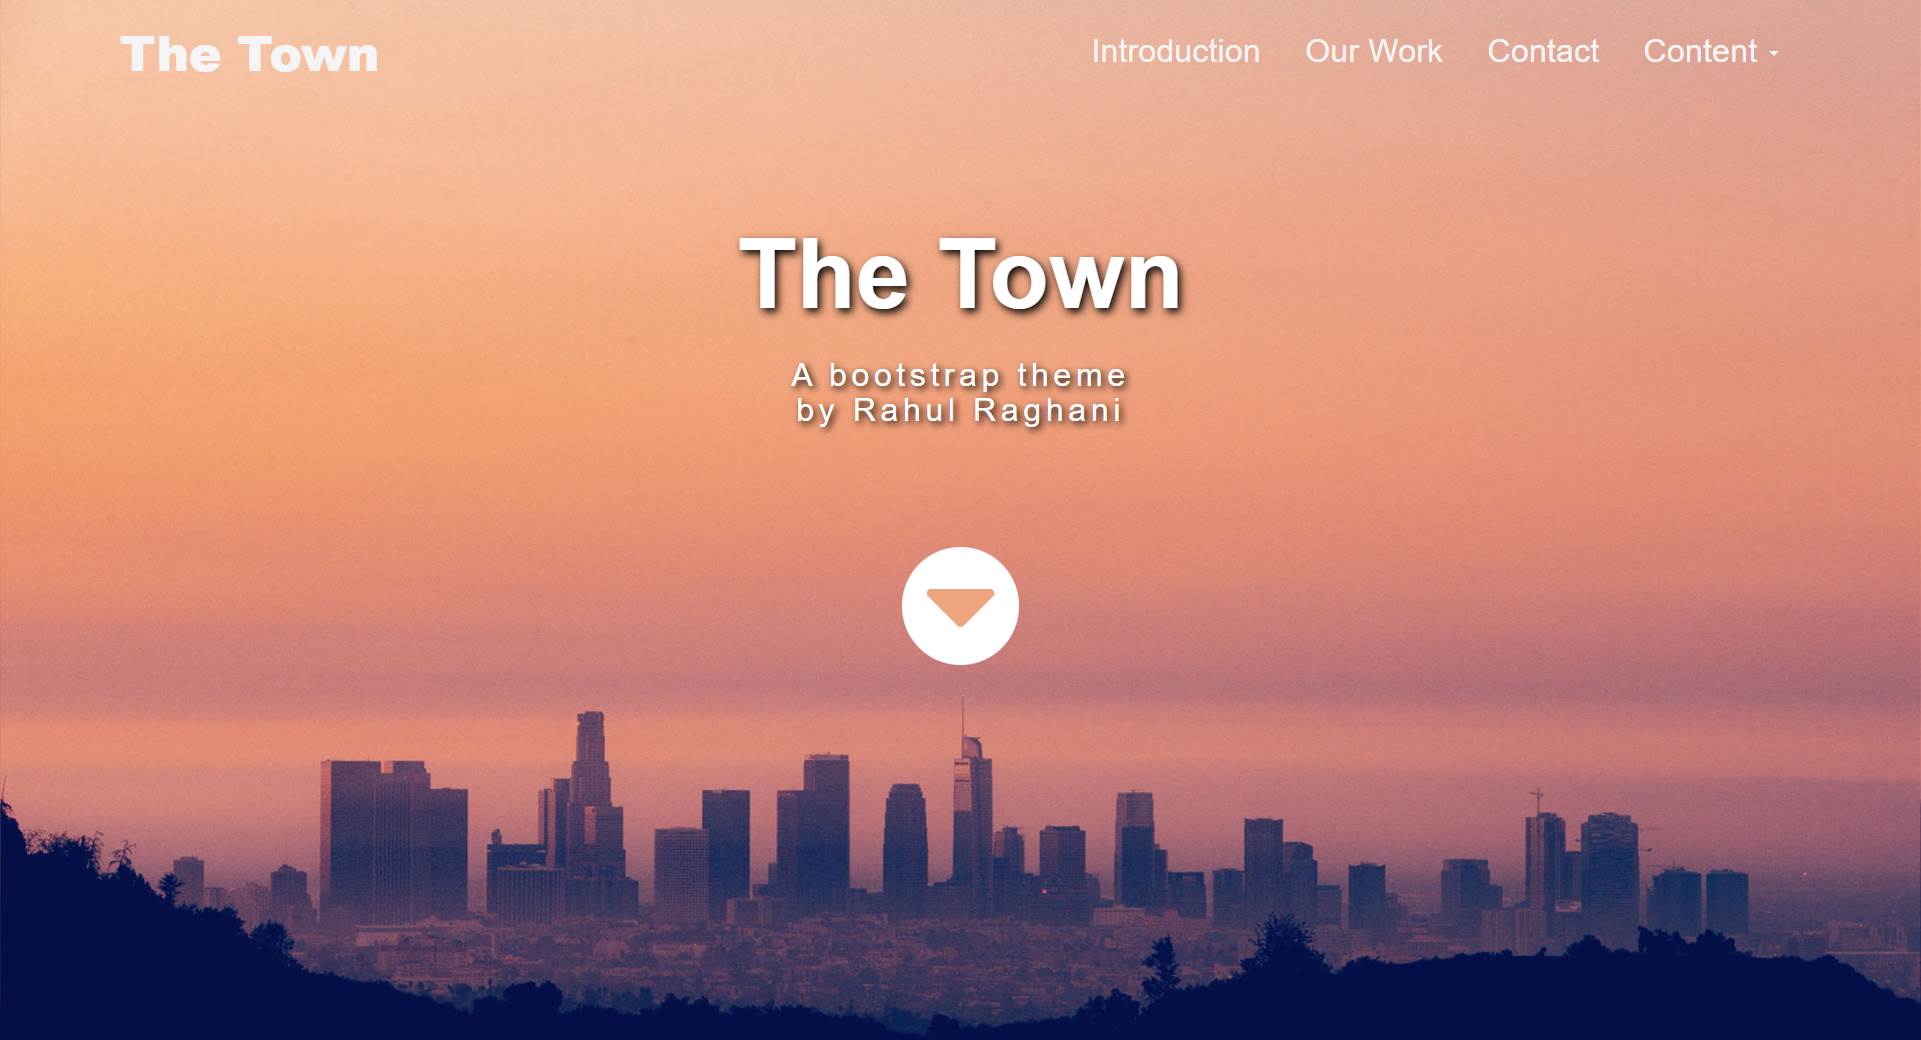 The Town
Introduction
Our Work
Contact
Content
The Town
A bootstrap theme
by Rahul Raghani